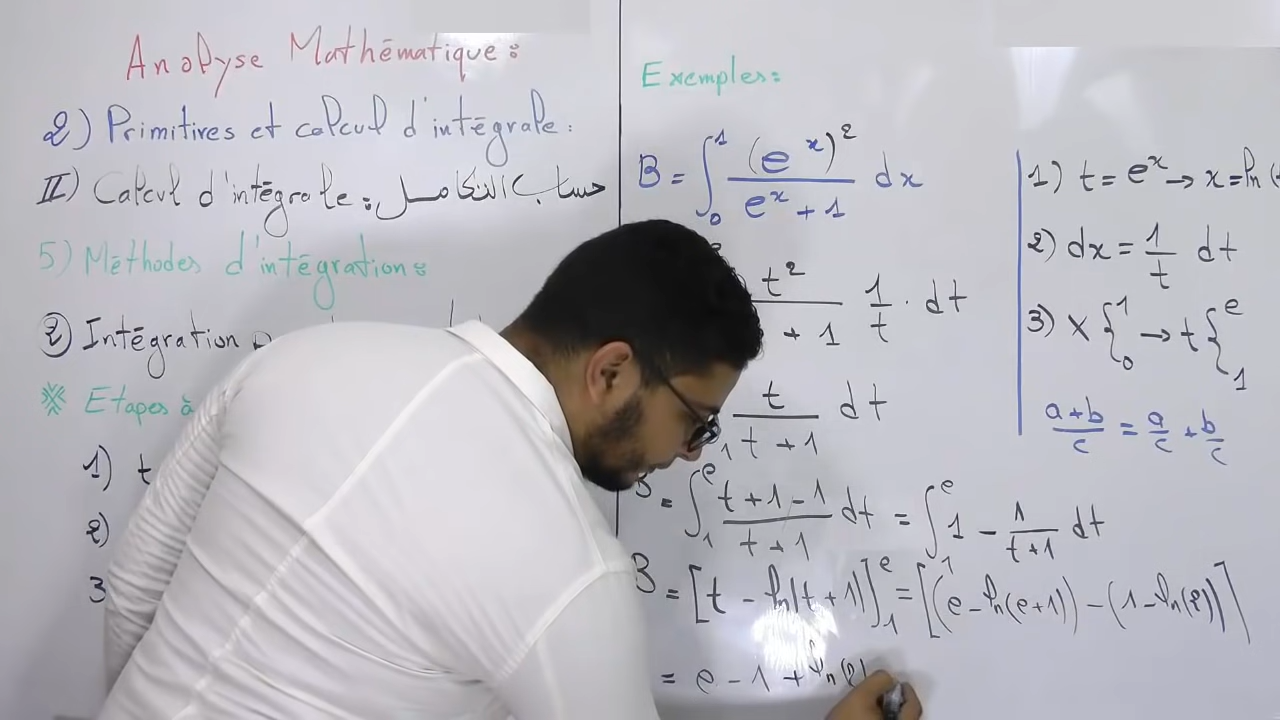 Analyse Mathématique :
2) Primitives et calcul d'intégrale :
II) Calcul d'intégrale : حساب التكامل
5) Méthodes d'intégration :
2) Intégration
※ Etapes à
1) t
2)
3
Exemples :
B = ∫₀¹ (e^x)² / (e^x + 1) dx
t² / + 1 · 1/t · dt
t / (t + 1) dt
B = ∫₁^e (t + 1 - 1) / (t + 1) dt = ∫₁^e 1 - 1/(t + 1) dt
B = [t - ln(t + 1)]₁^e = [(e - ln(e + 1)) - (1 - ln(2))]
= e - 1 + ln(2)
1) t = e^x → x = ln(
2) dx = 1/t dt
3) x {₀¹ → t {₁^e
(a + b)/c = a/c + b/c